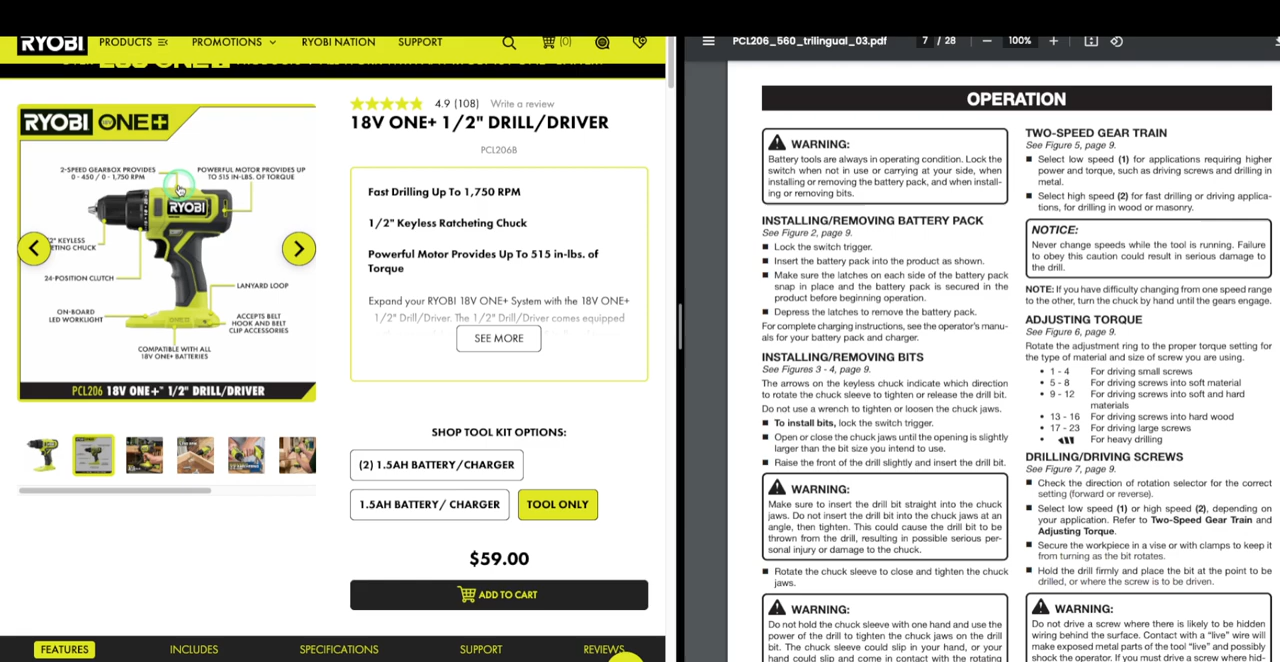 RYOBI PRODUCTS PROMOTIONS RYOBI NATION SUPPORT (0)
4.9 (108) Write a review
18V ONE+ 1/2" DRILL/DRIVER
PCL206B
RYOBI ONE+
2-SPEED GEARBOX PROVIDES
0 - 450 / 0 - 1,750 RPM
POWERFUL MOTOR PROVIDES UP
TO 515 IN-LBS. OF TORQUE
RYOBI
KEYLESS
24-POSITION CLUTCH
LANYARD LOOP
ON-BOARD
LED WORKLIGHT
ACCEPTS BELT
HOOK AND BELT
CLIP ACCESSORIES
COMPATIBLE WITH ALL
18V ONE+ BATTERIES
PCL206 18V ONE+™ 1/2" DRILL/DRIVER
Fast Drilling Up To 1,750 RPM
1/2" Keyless Ratcheting Chuck
Powerful Motor Provides Up To 515 in-lbs. of
Torque
Expand your RYOBI 18V ONE+ System with the 18V ONE+
1/2" Drill/Driver. The 1/2" Drill/Driver comes equipped
SEE MORE
SHOP TOOL KIT OPTIONS:
(2) 1.5AH BATTERY/CHARGER
1.5AH BATTERY/ CHARGER
TOOL ONLY
$59.00
ADD TO CART
FEATURES INCLUDES SPECIFICATIONS SUPPORT REVIEWS
PCL206_560_trilingual_03.pdf 7 / 28 100%
OPERATION
WARNING:
Battery tools are always in operating condition. Lock the
switch when not in use or carrying at your side, when
installing or removing the battery pack, and when install-
ing or removing bits.
INSTALLING/REMOVING BATTERY PACK
See Figure 2, page 9.
■ Lock the switch trigger.
■ Insert the battery pack into the product as shown.
■ Make sure the latches on each side of the battery pack
snap in place and the battery pack is secured in the
product before beginning operation.
■ Depress the latches to remove the battery pack.
For complete charging instructions, see the operator's manu-
als for your battery pack and charger.
INSTALLING/REMOVING BITS
See Figures 3 - 4, page 9.
The arrows on the keyless chuck indicate which direction
to rotate the chuck sleeve to tighten or release the drill bit.
Do not use a wrench to tighten or loosen the chuck jaws.
■ To install bits, lock the switch trigger.
■ Open or close the chuck jaws until the opening is slightly
larger than the bit size you intend to use.
■ Raise the front of the drill slightly and insert the drill bit.
WARNING:
Make sure to insert the drill bit straight into the chuck
jaws. Do not insert the drill bit into the chuck jaws at an
angle, then tighten. This could cause the drill bit to be
thrown from the drill, resulting in possible serious per-
sonal injury or damage to the chuck.
■ Rotate the chuck sleeve to close and tighten the chuck
jaws.
WARNING:
Do not hold the chuck sleeve with one hand and use the
power of the drill to tighten the chuck jaws on the drill
bit. The chuck sleeve could slip in your hand, or your
hand could slip and come in contact with the rotating
TWO-SPEED GEAR TRAIN
See Figure 5, page 9.
■ Select low speed (1) for applications requiring higher
power and torque, such as driving screws and drilling in
metal.
■ Select high speed (2) for fast drilling or driving applica-
tions, for drilling in wood or masonry.
NOTICE:
Never change speeds while the tool is running. Failure
to obey this caution could result in serious damage to
the drill.
NOTE: If you have difficulty changing from one speed range
to the other, turn the chuck by hand until the gears engage.
ADJUSTING TORQUE
See Figure 6, page 9.
Rotate the adjustment ring to the proper torque setting for
the type of material and size of screw you are using.
• 1 - 4 For driving small screws
• 5 - 8 For driving screws into soft material
• 9 - 12 For driving screws into soft and hard
materials
• 13 - 16 For driving screws into hard wood
• 17 - 23 For driving large screws
• For heavy drilling
DRILLING/DRIVING SCREWS
See Figure 7, page 9.
■ Check the direction of rotation selector for the correct
setting (forward or reverse).
■ Select low speed (1) or high speed (2), depending on
your application. Refer to Two-Speed Gear Train and
Adjusting Torque.
■ Secure the workpiece in a vise or with clamps to keep it
from turning as the bit rotates.
■ Hold the drill firmly and place the bit at the point to be
drilled, or where the screw is to be driven.
WARNING:
Do not drive a screw where there is likely to be hidden
wiring behind the surface. Contact with a "live" wire will
make exposed metal parts of the tool "live" and possibly
shock the operator. If you must drive a screw where hid-